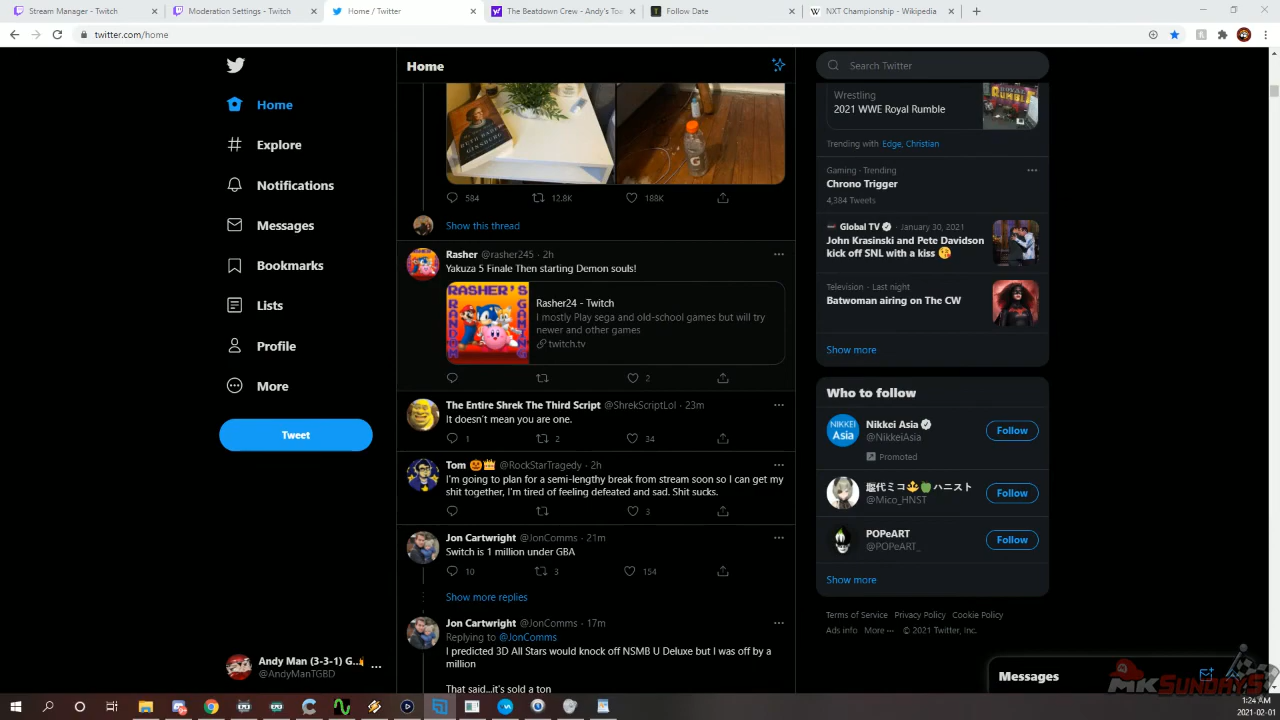 Stream Manager - Twitch
Moderation Settings - Twitch
Home / Twitter
The Beatdown Crew - Andy's To
Follow Date
NXT Championship - Wikipedia
twitter.com/home
Home
Explore
Notifications
Messages
Bookmarks
Lists
Profile
More
Tweet
Andy Man (3-3-1) G...
@AndyManTGBD
Home
RUTH BADER
GINSBURG
584 12.8K 188K
Show this thread
Rasher @rasher245 · 2h
Yakuza 5 Finale Then starting Demon souls!
RASHER'S
RANDOM
GAMING
Rasher24 - Twitch
I mostly Play sega and old-school games but will try
newer and other games
twitch.tv
2
The Entire Shrek The Third Script @ShrekScriptLol · 23m
It doesn't mean you are one.
1 2 34
Tom @RockStarTragedy · 2h
I'm going to plan for a semi-lengthy break from stream soon so I can get my
shit together, I'm tired of feeling defeated and sad. Shit sucks.
3
Jon Cartwright @JonComms · 21m
Switch is 1 million under GBA
10 3 154
Show more replies
Jon Cartwright @JonComms · 17m
Replying to @JonComms
I predicted 3D All Stars would knock off NSMB U Deluxe but I was off by a
million
That said...it's sold a ton
Search Twitter
Wrestling
2021 WWE Royal Rumble
ROYAL
RUMBLE
Trending with Edge, Christian
Gaming · Trending
Chrono Trigger
4,384 Tweets
Global TV · January 30, 2021
John Krasinski and Pete Davidson
kick off SNL with a kiss
Television · Last night
Batwoman airing on The CW
Show more
Who to follow
NIKKEI
Asia
Nikkei Asia
@NikkeiAsia
Follow
Promoted
@Mico_HNST
Follow
POPeART
@POPeART_
Follow
Show more
Terms of Service Privacy Policy Cookie Policy
Ads info More ··· © 2021 Twitter, Inc.
Messages
MKSUNDAYS
1:24 AM
2021-02-01